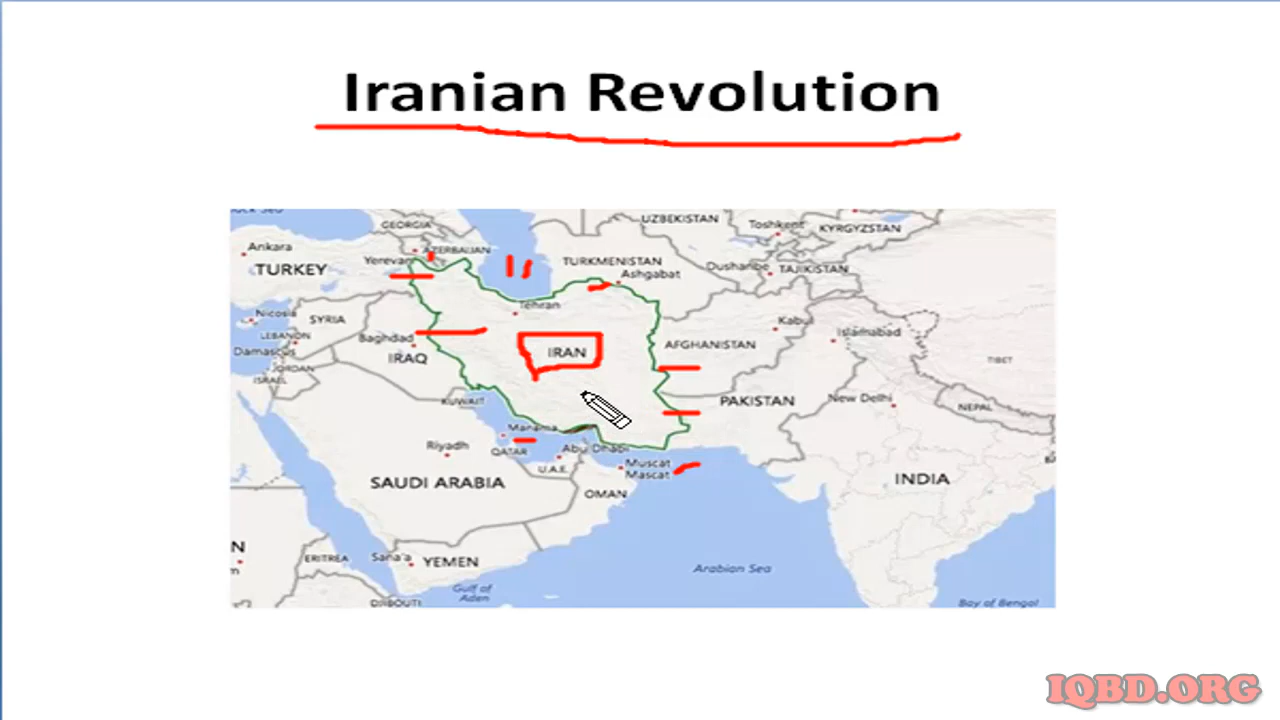 Iranian Revolution
UZBEKISTAN
GEORGIA
Toshkent
KYRGYZSTAN
Ankara
AZERBAIJAN
Yerevan
TURKMENISTAN
TURKEY
Ashgabat
Dushanbe
TAJIKISTAN
Tehran
Nicosia
SYRIA
Kabul
Islamabad
LEBANON
Baghdad
AFGHANISTAN
Damascus
IRAN
IRAQ
TIBET
JORDAN
ISRAEL
KUWAIT
PAKISTAN
New Delhi
NEPAL
Manama
Riyadh
QATAR
Abu Dhabi
U.A.E.
Muscat
Mascat
SAUDI ARABIA
INDIA
OMAN
N
ERITREA
Sana'a
YEMEN
Arabian Sea
Gulf of
Aden
DJIBOUTI
Bay of Bengal
IQBD.ORG